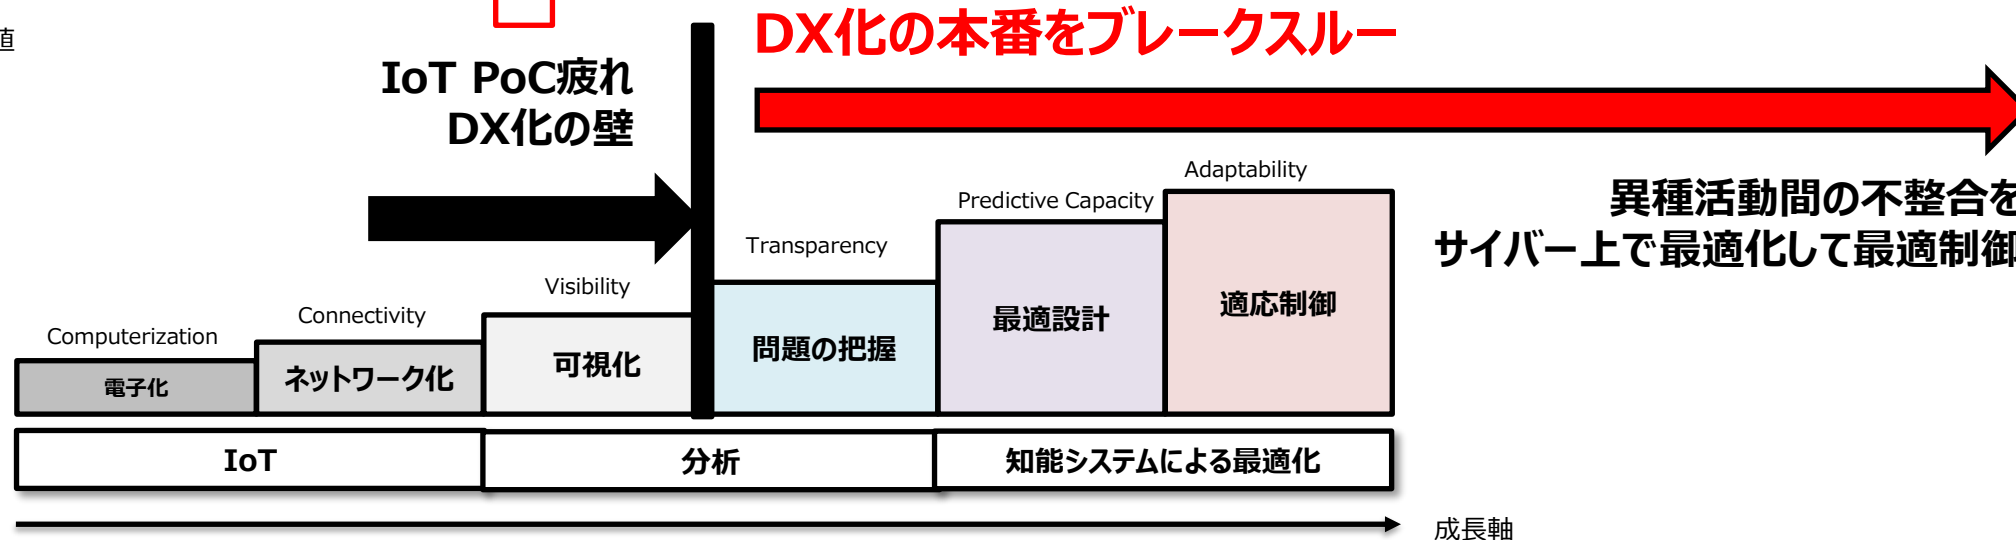 値
DX化の本番をブレークスルー
IoT PoC疲れ
DX化の壁
異種活動間の不整合を
サイバー上で最適化して最適制御
Adaptability
Predictive Capacity
Transparency
Visibility
Connectivity
Computerization
電子化
ネットワーク化
可視化
問題の把握
最適設計
適応制御
IoT
分析
知能システムによる最適化
成長軸